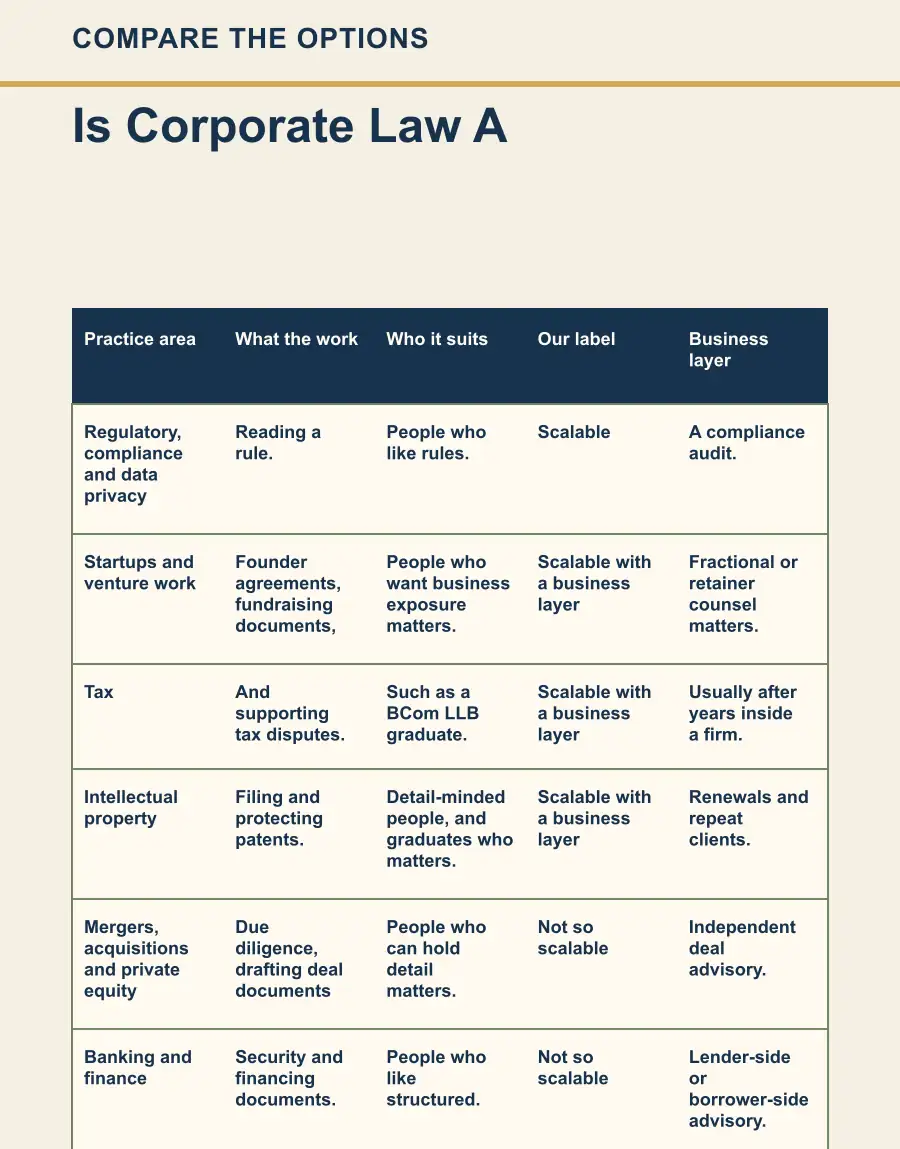 COMPARE THE OPTIONS
Is Corporate Law A
Practice area
What the work
Who it suits
Our label
Business
layer
Regulatory,
compliance
and data
privacy
Reading a
rule.
People who
like rules.
Scalable
A compliance
audit.
Startups and
venture work
Founder
agreements,
fundraising
documents,
People who
want business
exposure
matters.
Scalable with
a business
layer
Fractional or
retainer
counsel
matters.
Tax
And
supporting
tax disputes.
Such as a
BCom LLB
graduate.
Scalable with
a business
layer
Usually after
years inside
a firm.
Intellectual
property
Filing and
protecting
patents.
Detail-minded
people, and
graduates who
matters.
Scalable with
a business
layer
Renewals and
repeat
clients.
Mergers,
acquisitions
and private
equity
Due
diligence,
drafting deal
documents
People who
can hold
detail
matters.
Not so
scalable
Independent
deal
advisory.
Banking and
finance
Security and
financing
documents.
People who
like
structured.
Not so
scalable
Lender-side
or
borrower-side
advisory.